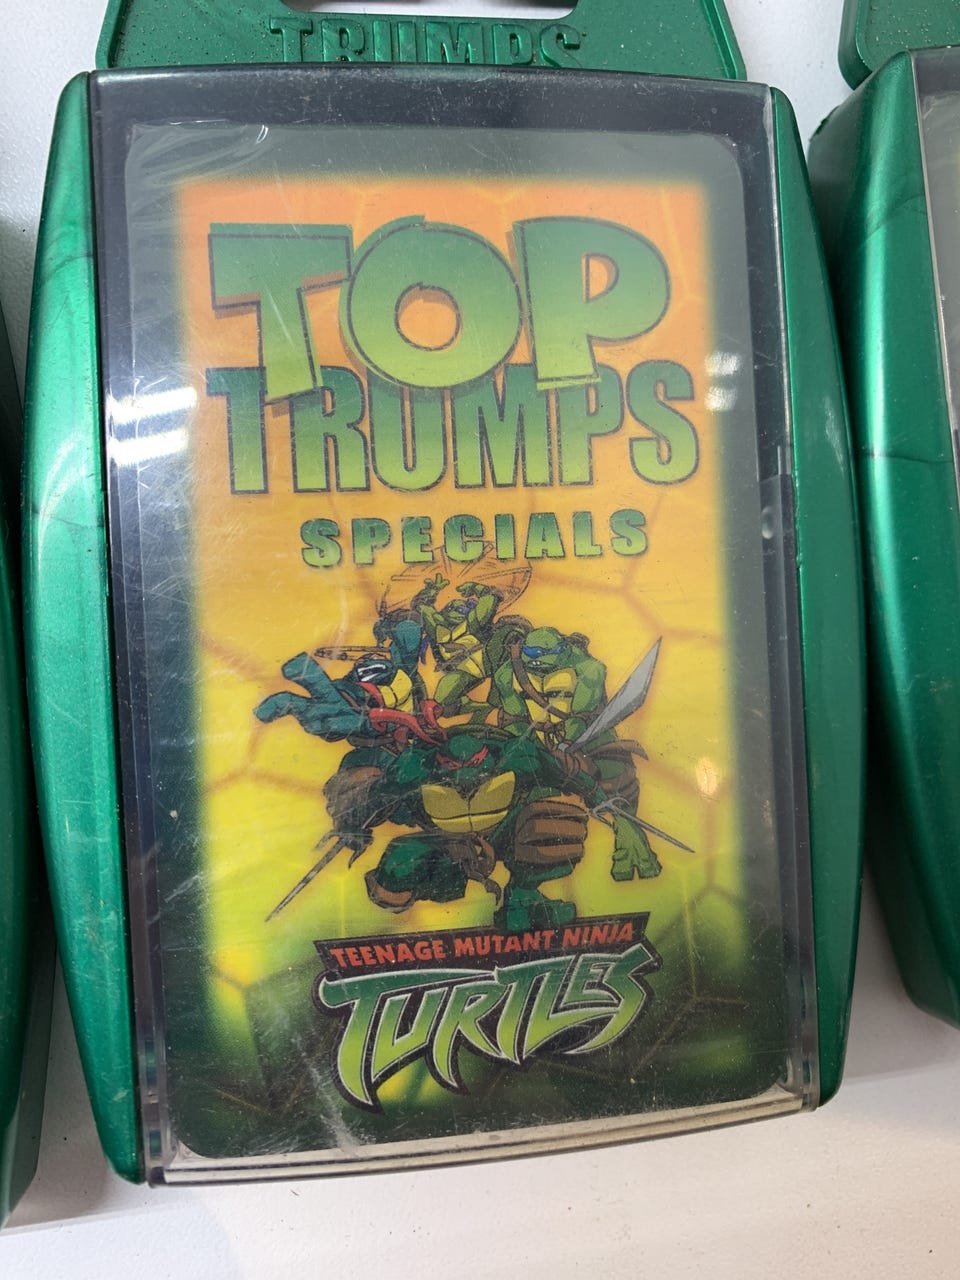 TRUMPS
TOP
TRUMPS
SPECIALS
TEENAGE MUTANT NINJA
TURTLES